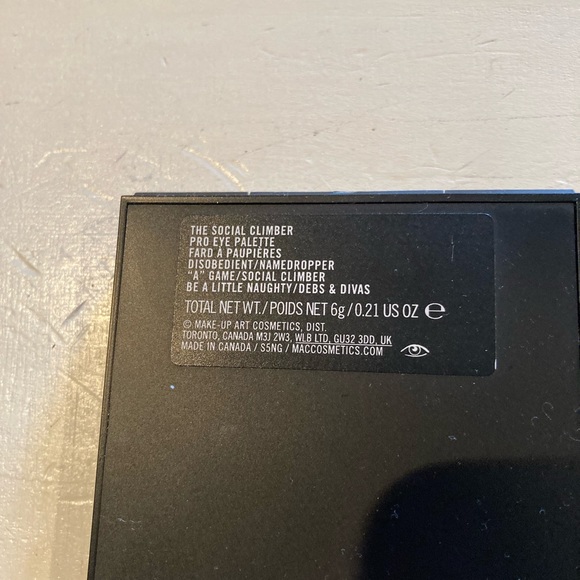 THE SOCIAL CLIMBER
PRO EYE PALETTE
FARD À PAUPIÈRES
DISOBEDIENT/NAMEDROPPER
"A" GAME/SOCIAL CLIMBER
BE A LITTLE NAUGHTY/DEBS & DIVAS
TOTAL NET WT./POIDS NET 6g/0.21 US OZ ℮
© MAKE-UP ART COSMETICS, DIST.
TORONTO, CANADA M3J 2W3, WLB LTD, GU32 3DD, UK
MADE IN CANADA / S5NG / MACCOSMETICS.COM